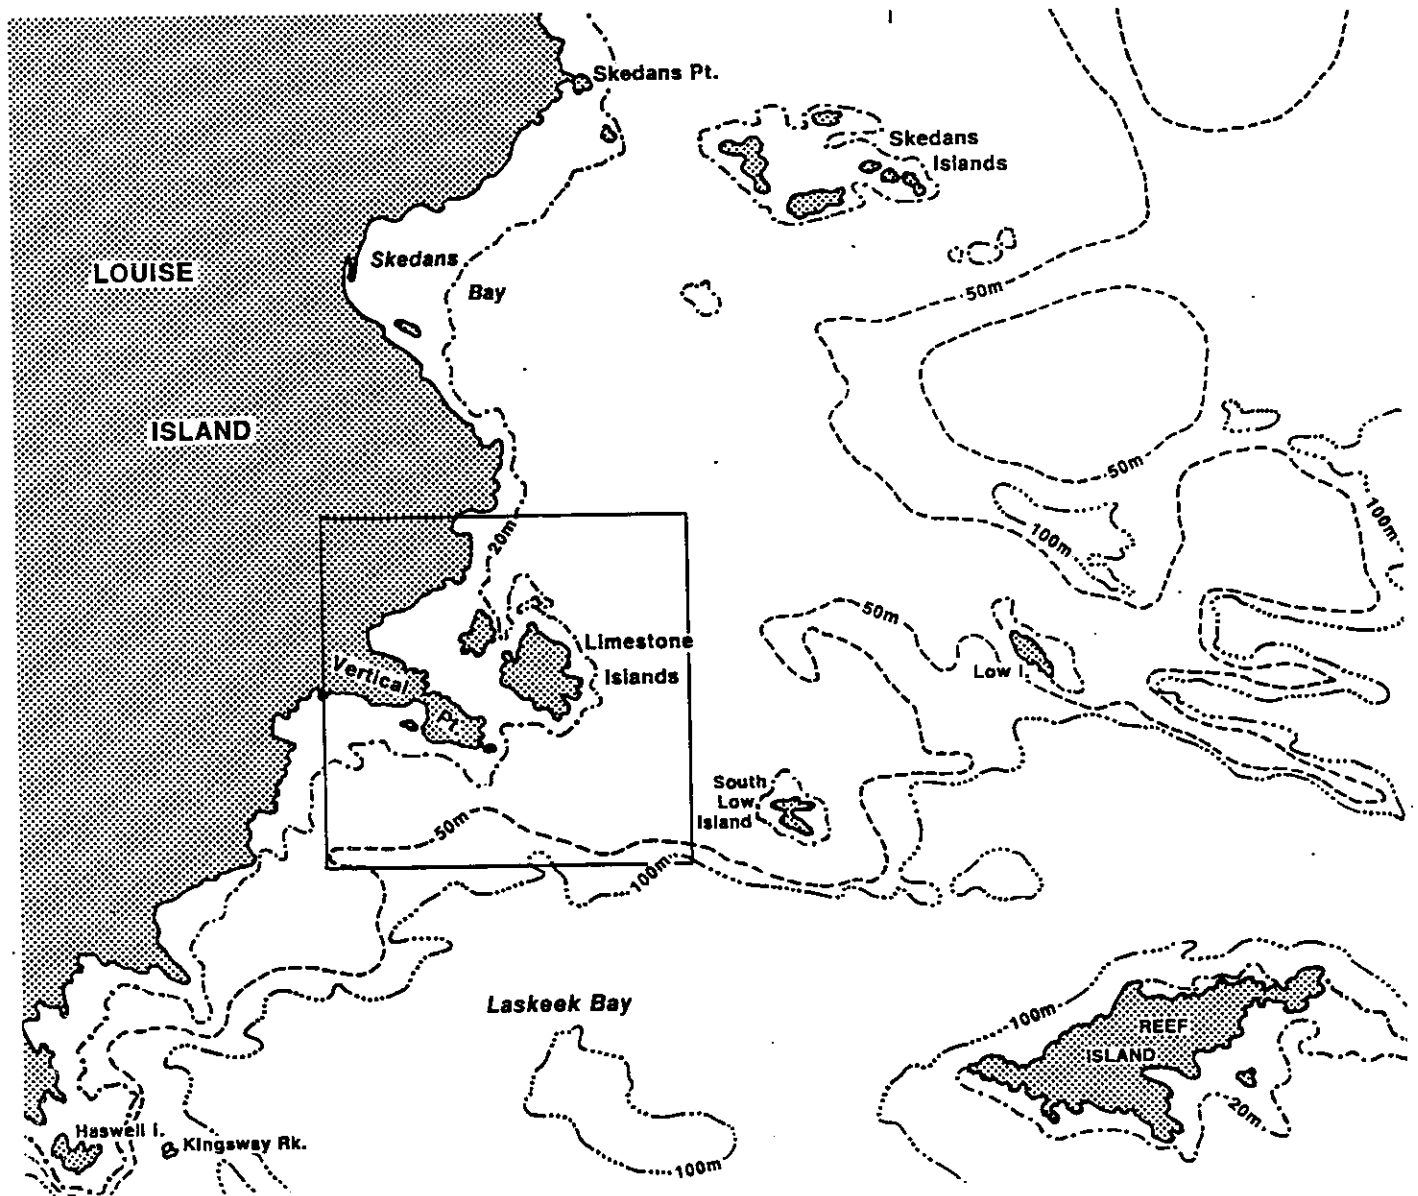 Skedans Pt.
Skedans
Islands
LOUISE
Skedans
Bay
50m
ISLAND
50m
100m
100m
20m
50m
Limestone
Islands
Vertical
Pt.
Low I.
South
Low
Island
50m
100m
Laskeek Bay
100m
REEF
ISLAND
20m
Haswell I.
Kingsway Rk.
100m